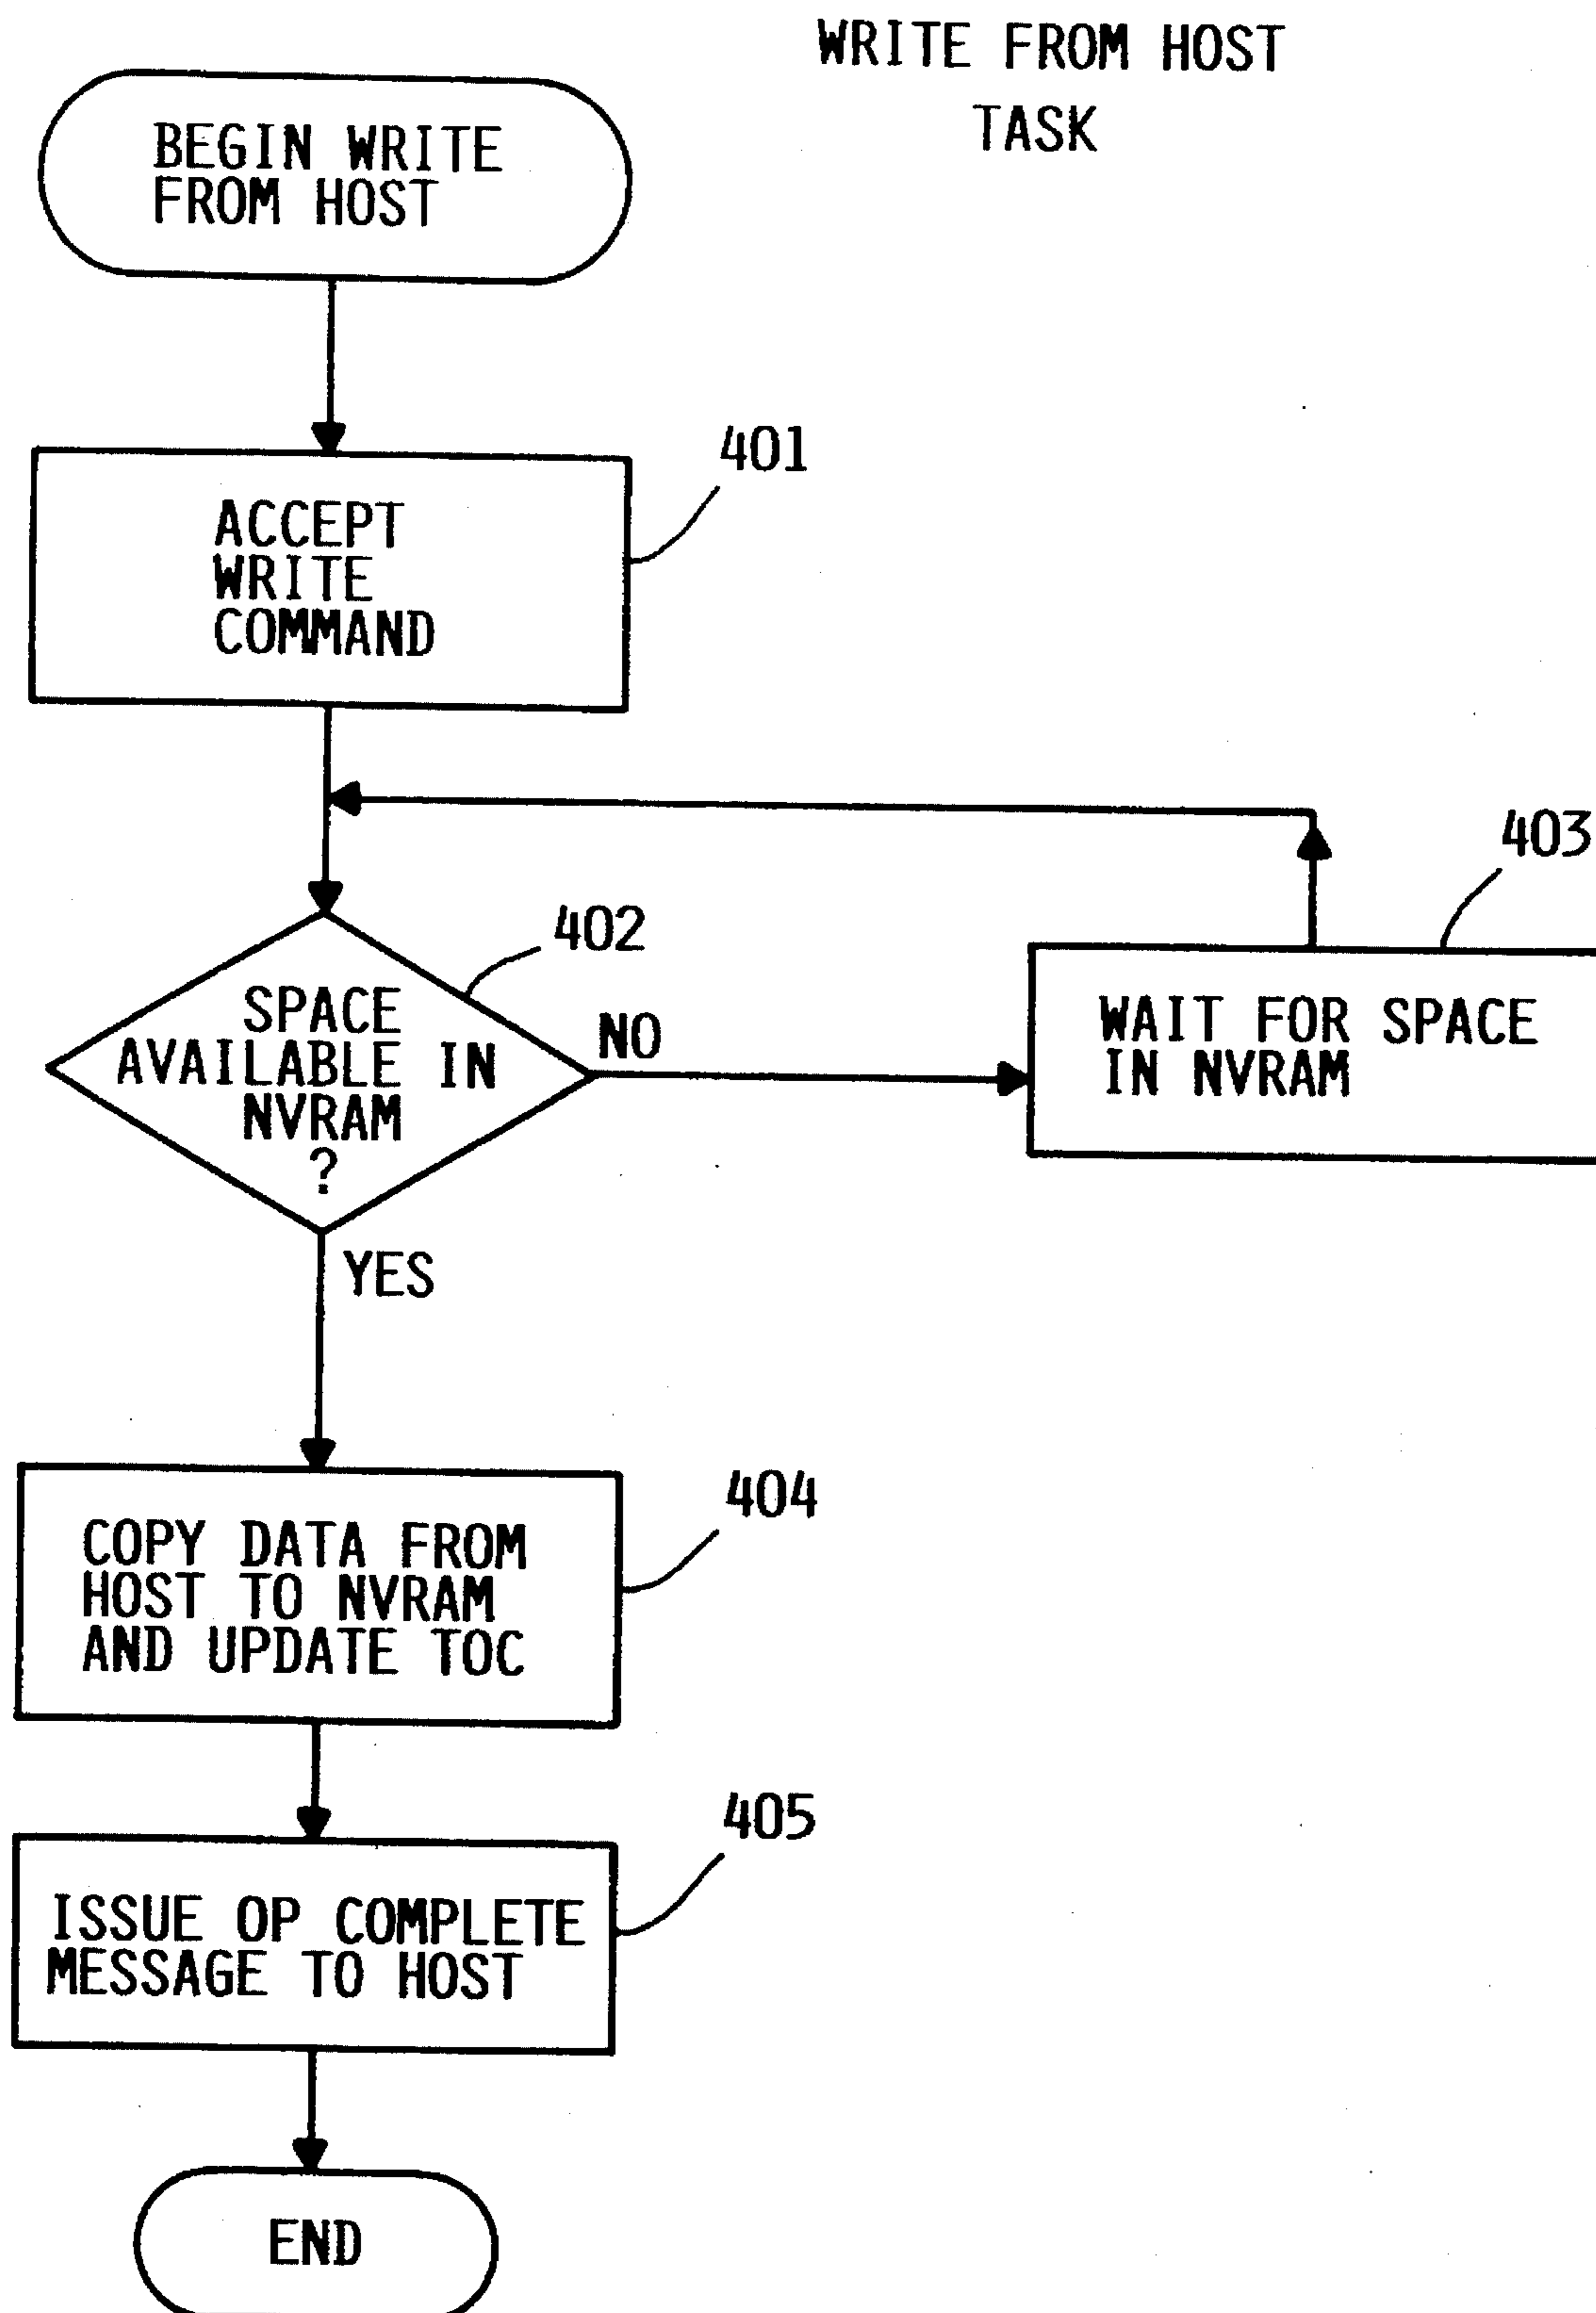 WRITE FROM HOST
TASK
BEGIN WRITE
FROM HOST
401
ACCEPT
WRITE
COMMAND
403
402
SPACE
AVAILABLE IN
NVRAM
?
NO
WAIT FOR SPACE
IN NVRAM
YES
404
COPY DATA FROM
HOST TO NVRAM
AND UPDATE TOC
405
ISSUE OP COMPLETE
MESSAGE TO HOST
END